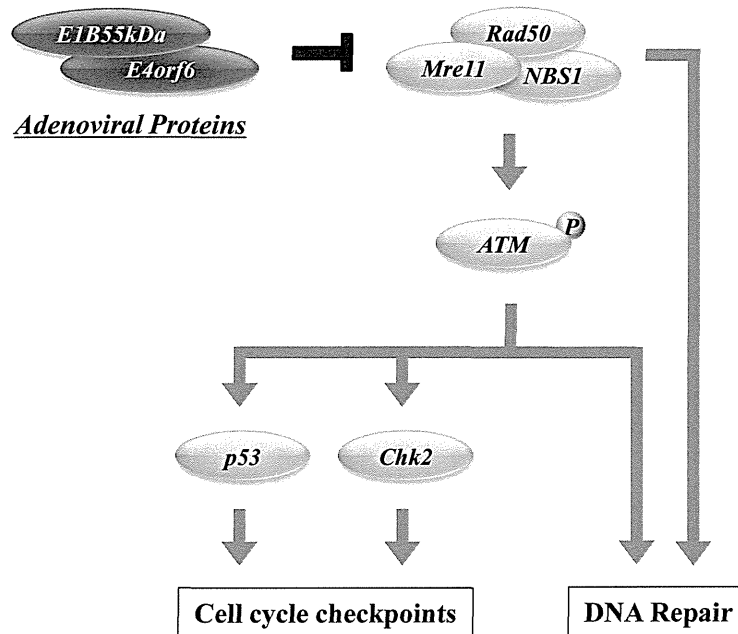 E1B55kDa
E4orf6
Adenoviral Proteins
Rad50
Mre11
NBS1
ATM
P
p53
Chk2
Cell cycle checkpoints
DNA Repair